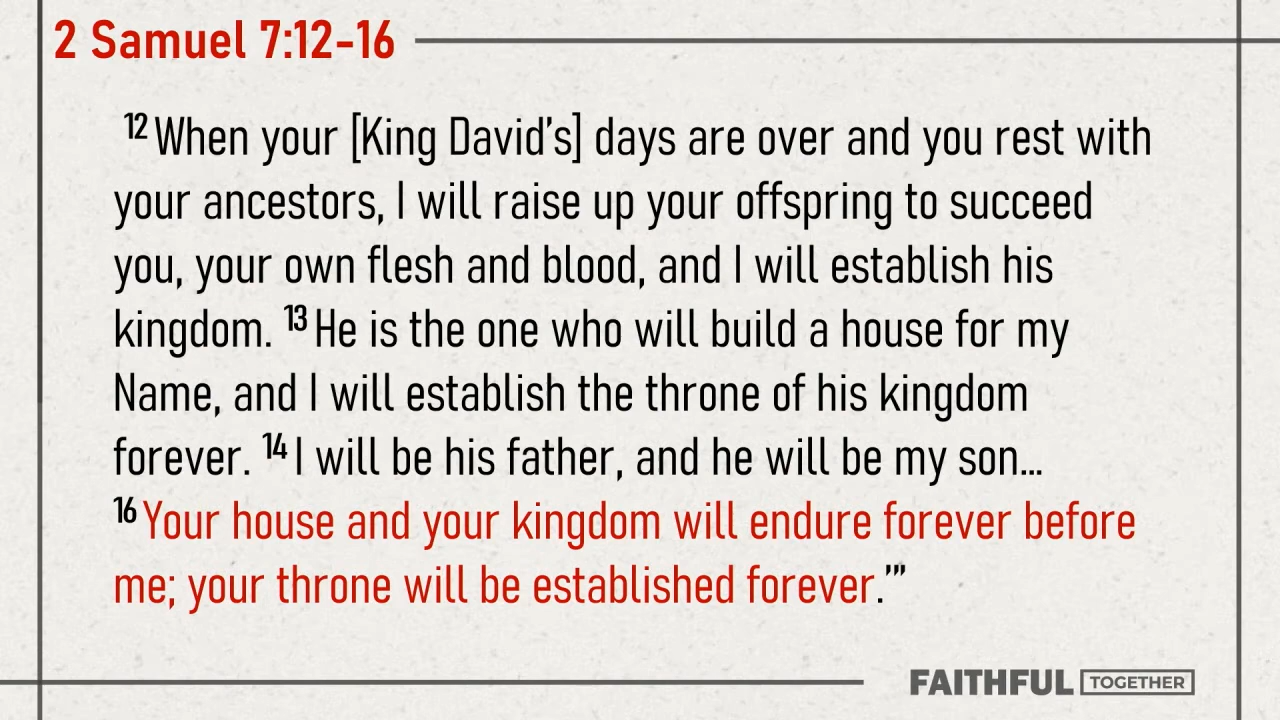 2 Samuel 7:12-16
12 When your [King David's] days are over and you rest with
your ancestors, I will raise up your offspring to succeed
you, your own flesh and blood, and I will establish his
kingdom. 13 He is the one who will build a house for my
Name, and I will establish the throne of his kingdom
forever. 14 I will be his father, and he will be my son...
16 Your house and your kingdom will endure forever before
me; your throne will be established forever.’”
FAITHFUL TOGETHER